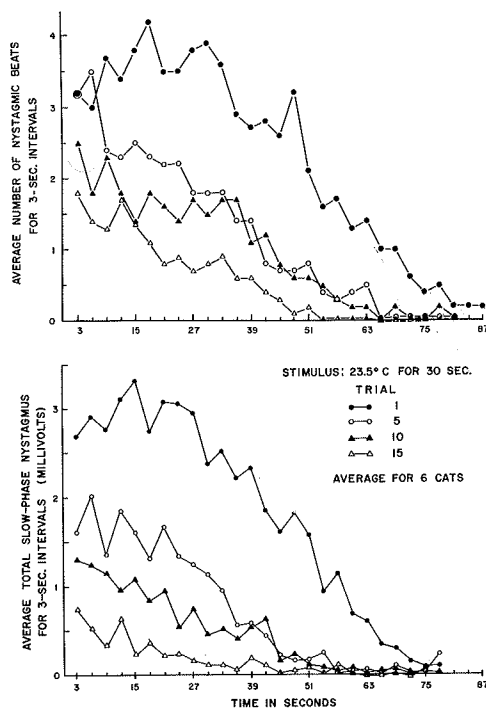 AVERAGE NUMBER OF NYSTAGMIC BEATS
FOR 3-SEC. INTERVALS
4
3
2
1
0
3 15 27 39 51 63 75 87
STIMULUS: 23.5° C FOR 30 SEC.
TRIAL
1
5
10
15
AVERAGE FOR 6 CATS
AVERAGE TOTAL SLOW-PHASE NYSTAGMUS
FOR 3-SEC. INTERVALS (MILLIVOLTS)
3
2
1
0
3 15 27 39 51 63 75 87
TIME IN SECONDS